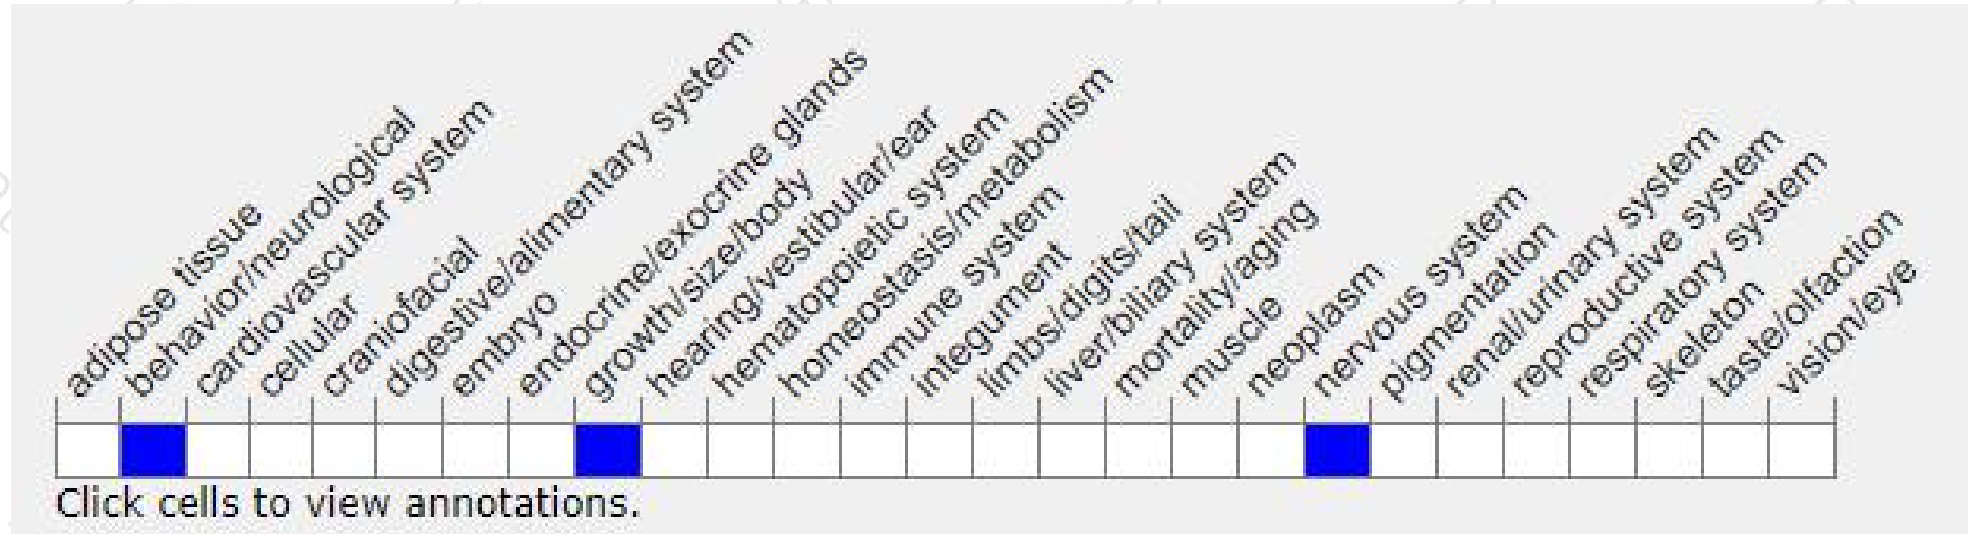 adipose tissue
behavior/neurological
cardiovascular system
cellular
craniofacial
digestive/alimentary system
embryo
endocrine/exocrine glands
growth/size/body
hearing/vestibular/ear
hematopoietic system
homeostasis/metabolism
immune system
integument
limbs/digits/tail
liver/biliary system
mortality/aging
muscle
neoplasm
nervous system
pigmentation
renal/urinary system
reproductive system
respiratory system
skeleton
taste/olfaction
vision/eye
Click cells to view annotations.